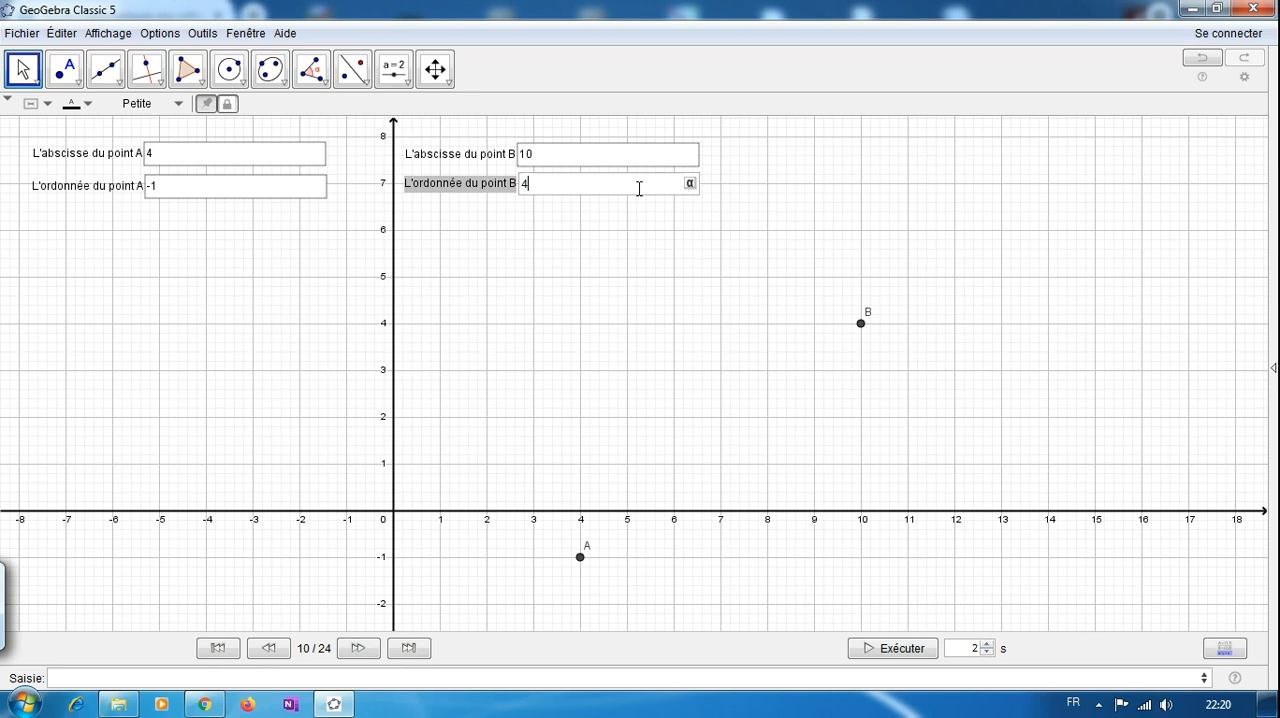 GeoGebra Classic 5
Fichier Éditer Affichage Options Outils Fenêtre Aide Se connecter
A a = 2 α
A Petite
L'abscisse du point A 4 L'abscisse du point B 10
L'ordonnée du point A -1 L'ordonnée du point B 4 α
8
7
6
5
4
3
2
1
B
-8 -7 -6 -5 -4 -3 -2 -1 0 1 2 3 4 5 6 7 8 9 10 11 12 13 14 15 16 17 18
A
-1
-2
10 / 24 Exécuter 2 s
Saisie:
FR 22:20